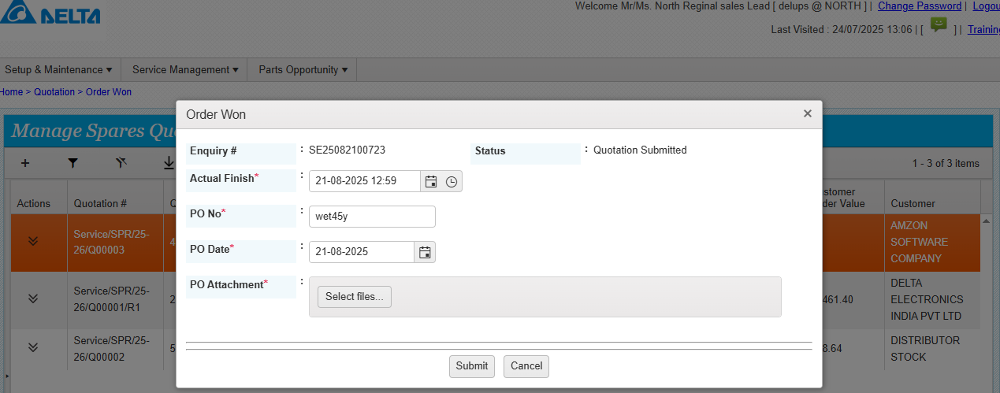 DELTA
Welcome Mr/Ms. North Reginal sales Lead [ delups @ NORTH ] | Change Password | Logou
Last Visited : 24/07/2025 13:06 | [ ] | Training
Setup & Maintenance Service Management Parts Opportunity
Home > Quotation > Order Won
Manage Spares Quo
1 - 3 of 3 items
Order Won ×
Enquiry # : SE25082100723 Status : Quotation Submitted
Actual Finish* : 21-08-2025 12:59
PO No* : wet45y
PO Date* : 21-08-2025
PO Attachment* : Select files...
Submit Cancel
Actions Quotation # Q stomer
der Value Customer
Service/SPR/25-
26/Q00003 4 AMZON
SOFTWARE
COMPANY
Service/SPR/25-
26/Q00001/R1 2 461.40 DELTA
ELECTRONICS
INDIA PVT LTD
Service/SPR/25-
26/Q00002 5 8.64 DISTRIBUTOR
STOCK